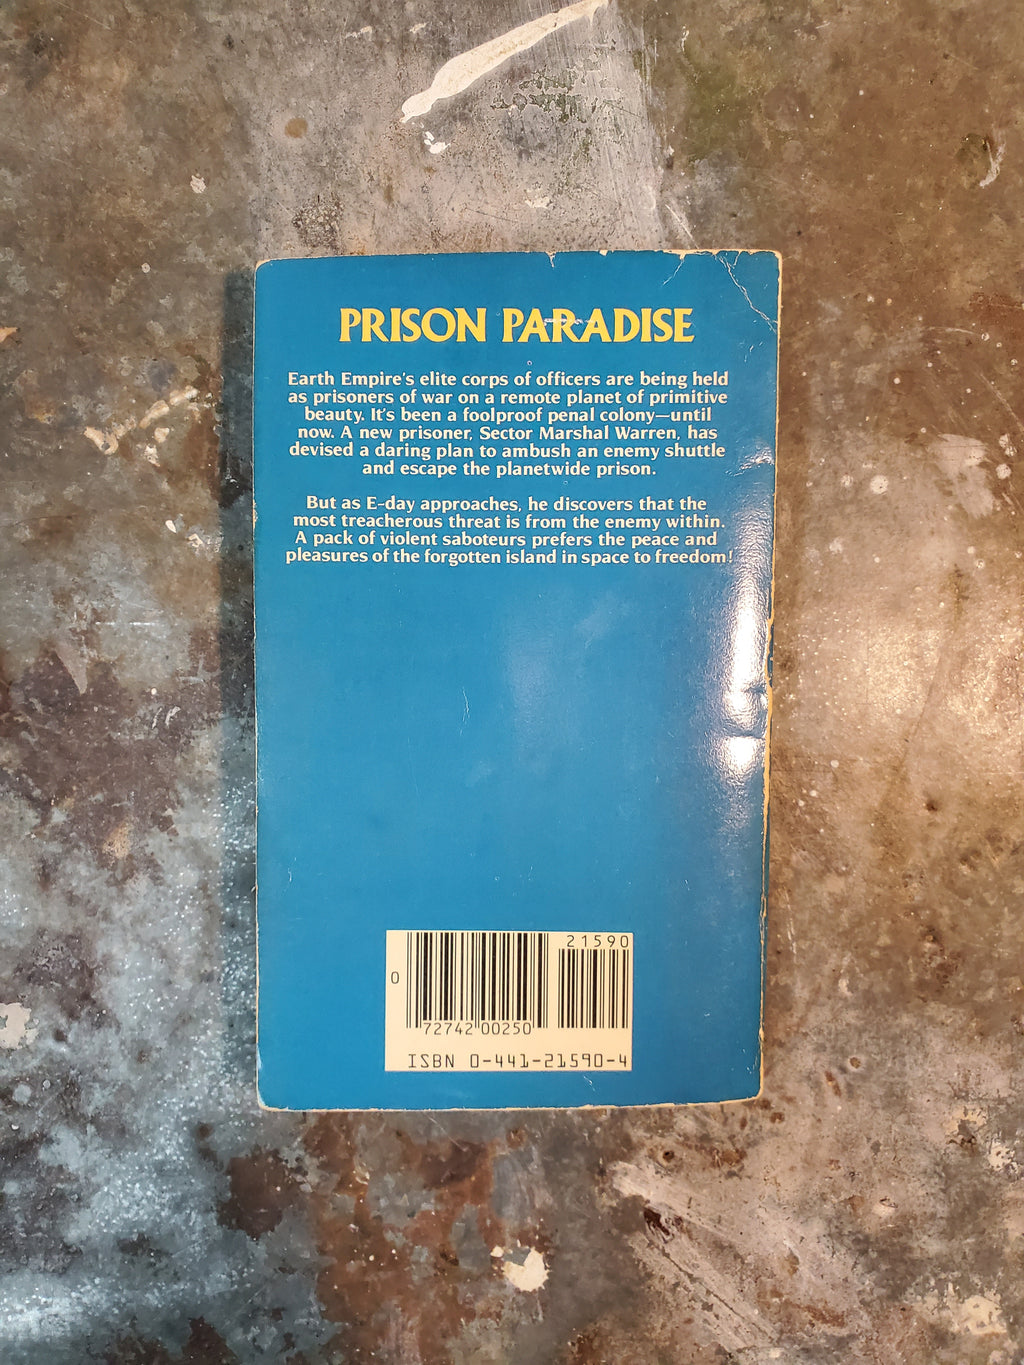 PRISON PARADISE
Earth Empire's elite corps of officers are being held
as prisoners of war on a remote planet of primitive
beauty. It's been a foolproof penal colony—until
now. A new prisoner, Sector Marshal Warren, has
devised a daring plan to ambush an enemy shuttle
and escape the planetwide prison.
But as E-day approaches, he discovers that the
most treacherous threat is from the enemy within.
A pack of violent saboteurs prefers the peace and
pleasures of the forgotten island in space to freedom!
21590
0
72742 00250
ISBN 0-441-21590-4